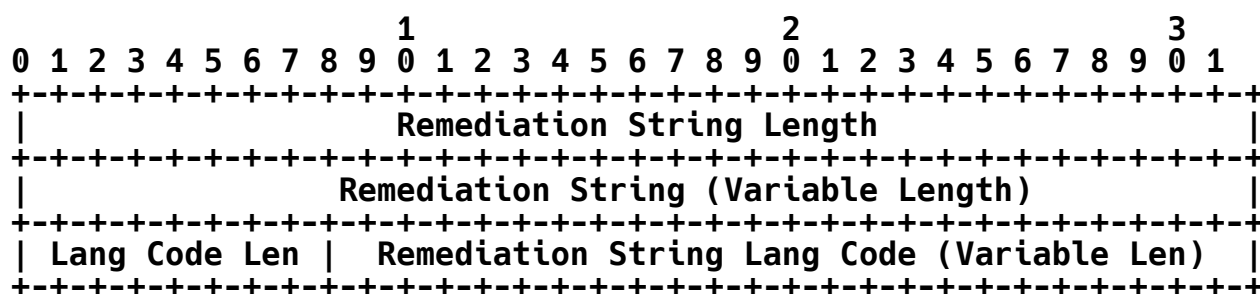 1                   2                   3
0 1 2 3 4 5 6 7 8 9 0 1 2 3 4 5 6 7 8 9 0 1 2 3 4 5 6 7 8 9 0 1
+-+-+-+-+-+-+-+-+-+-+-+-+-+-+-+-+-+-+-+-+-+-+-+-+-+-+-+-+-+-+-+-+
|                   Remediation String Length                   |
+-+-+-+-+-+-+-+-+-+-+-+-+-+-+-+-+-+-+-+-+-+-+-+-+-+-+-+-+-+-+-+-+
|                Remediation String (Variable Length)           |
+-+-+-+-+-+-+-+-+-+-+-+-+-+-+-+-+-+-+-+-+-+-+-+-+-+-+-+-+-+-+-+-+
| Lang Code Len |  Remediation String Lang Code (Variable Len)  |
+-+-+-+-+-+-+-+-+-+-+-+-+-+-+-+-+-+-+-+-+-+-+-+-+-+-+-+-+-+-+-+-+